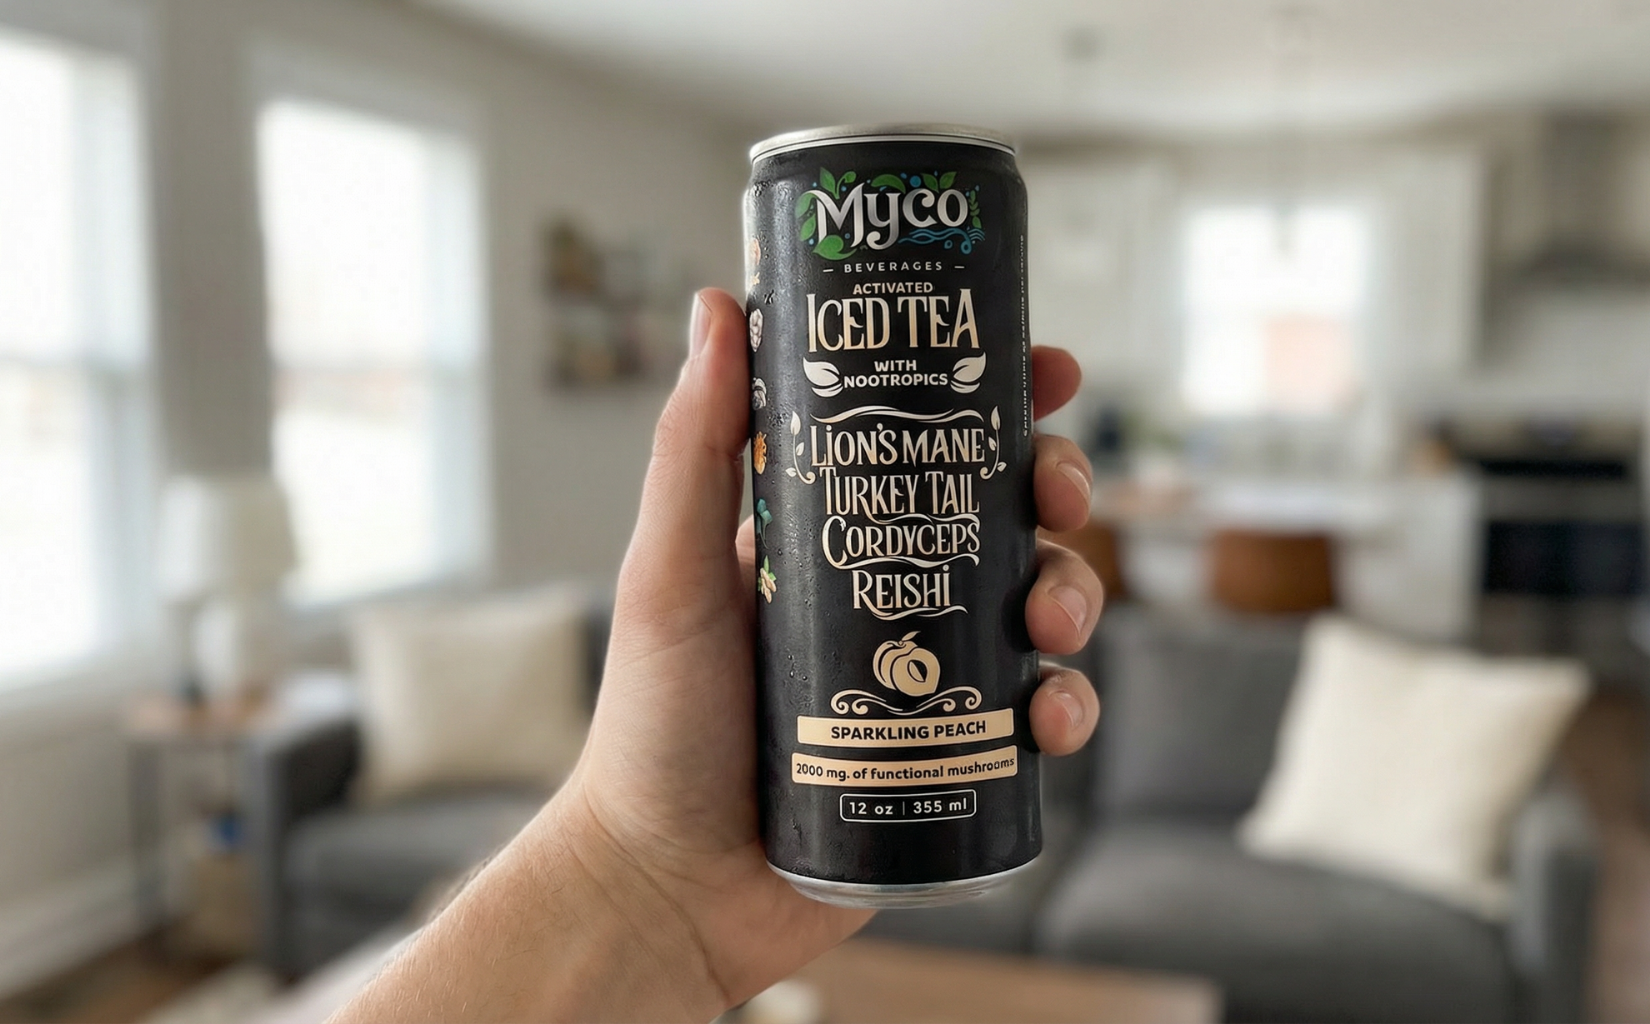 Myco
BEVERAGES
ACTIVATED
ICED TEA
WITH
NOOTROPICS
LION'S MANE
TURKEY TAIL
CORDYCEPS
REISHI
SPARKLING PEACH
2000 mg. of functional mushrooms
12 oz | 355 ml